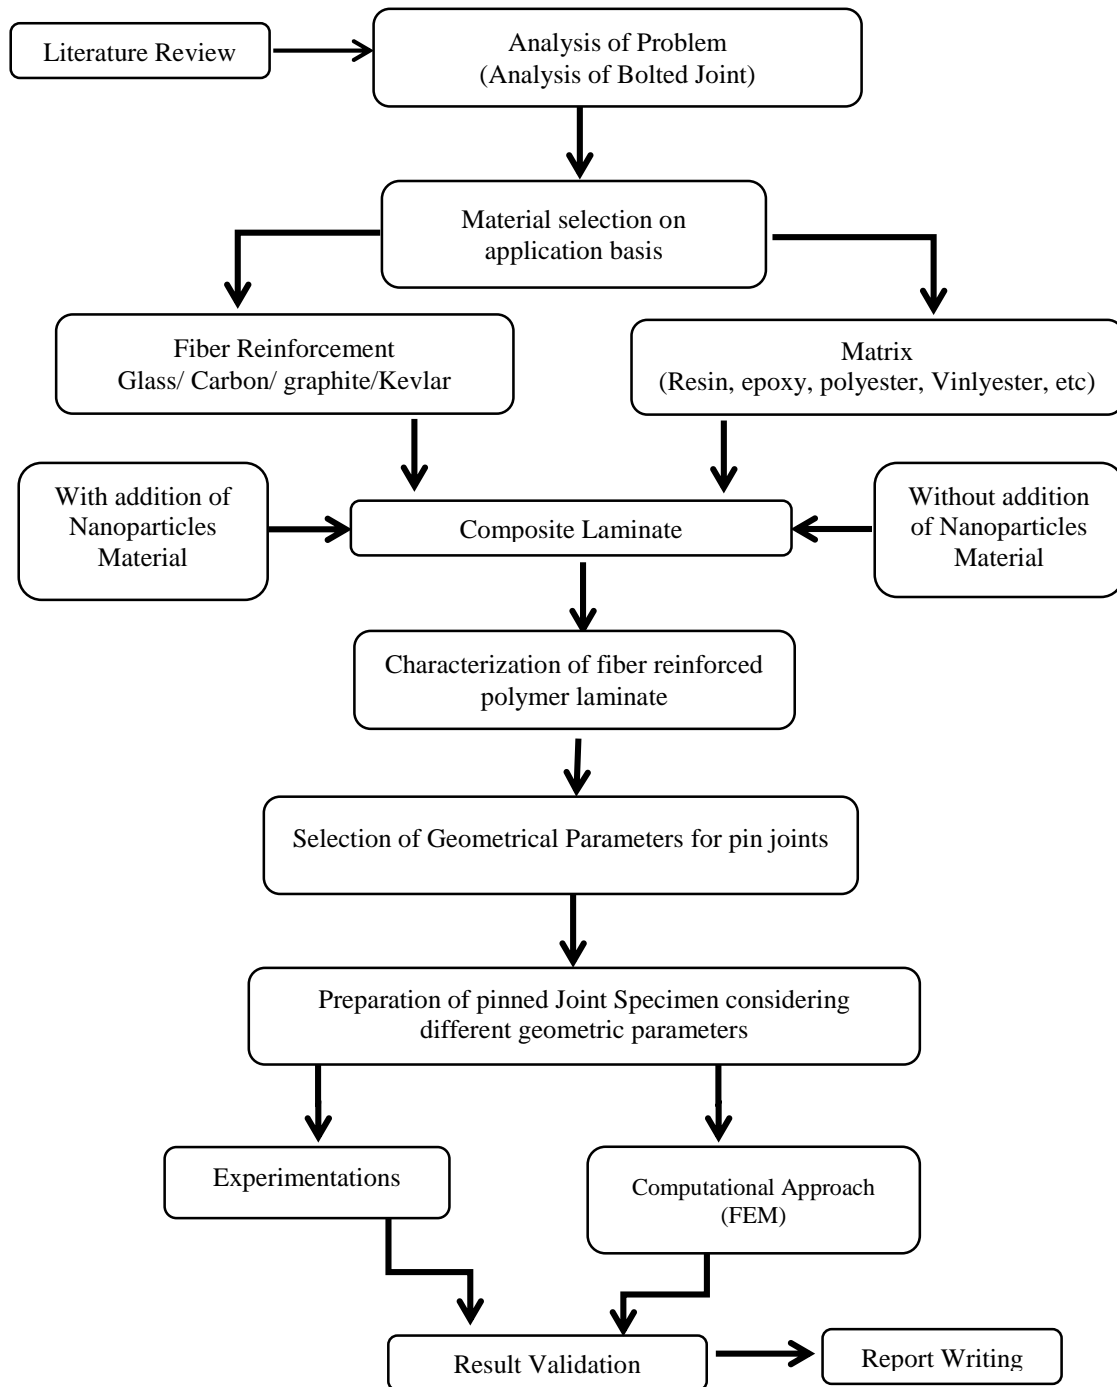 Literature Review
Analysis of Problem
(Analysis of Bolted Joint)
Material selection on
application basis
Fiber Reinforcement
Glass/ Carbon/ graphite/Kevlar
Matrix
(Resin, epoxy, polyester, Vinlyester, etc)
With addition of
Nanoparticles
Material
Composite Laminate
Without addition
of Nanoparticles
Material
Characterization of fiber reinforced
polymer laminate
Selection of Geometrical Parameters for pin joints
Preparation of pinned Joint Specimen considering
different geometric parameters
Experimentations
Computational Approach
(FEM)
Result Validation
Report Writing